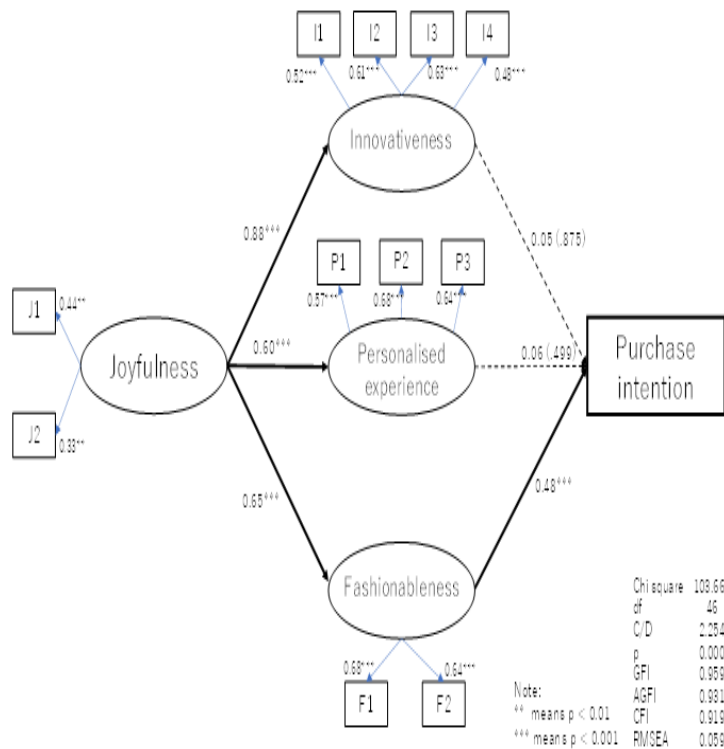 I1 I2 I3 I4
0.52*** 0.61*** 0.63*** 0.48***
Innovativeness
0.88***
0.05 (.875)
P1 P2 P3
0.57*** 0.68*** 0.64***
J1
0.44**
Joyfulness
0.60***
Personalised
experience
0.06 (.499)
Purchase
intention
J2
0.33**
0.65***
0.48***
Fashionableness
0.68*** 0.64***
F1 F2
Chi square 103.66
df 46
C/D 2.254
p 0.000
GFI 0.959
AGFI 0.931
CFI 0.919
RMSEA 0.059
Note:
** means p < 0.01
*** means p < 0.001